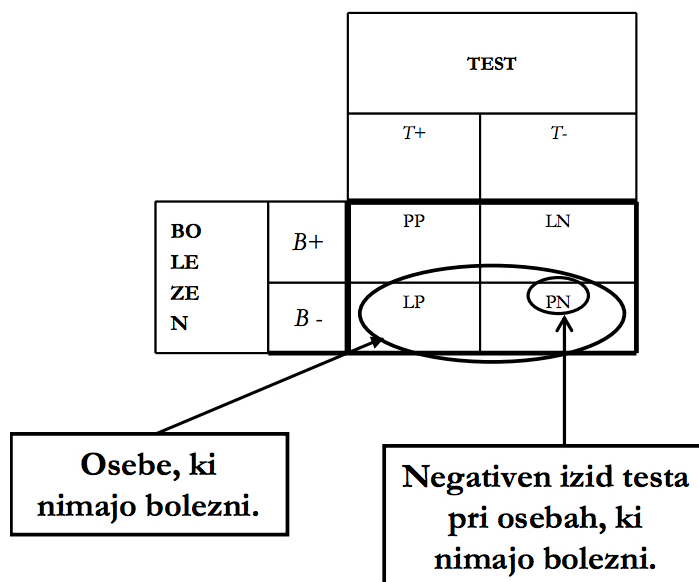 TEST
T+ T-
BO
LE
ZE
N
B+ PP LN
B - LP PN
Osebe, ki
nimajo bolezni.
Negativen izid testa
pri osebah, ki
nimajo bolezni.